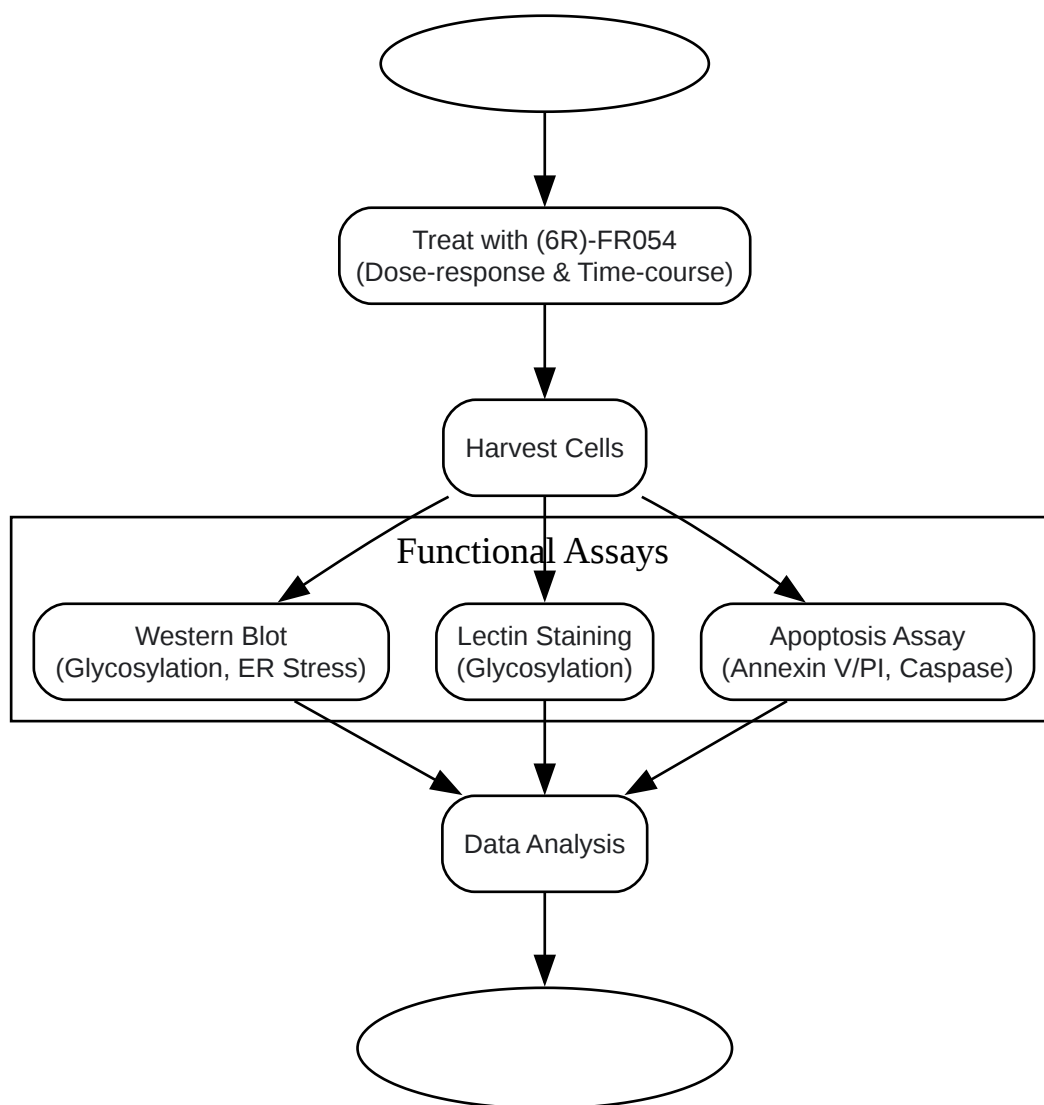 Treat with (6R)-FR054
(Dose-response & Time-course)
Harvest Cells
Functional Assays
Western Blot
(Glycosylation, ER Stress)
Lectin Staining
(Glycosylation)
Apoptosis Assay
(Annexin V/PI, Caspase)
Data Analysis